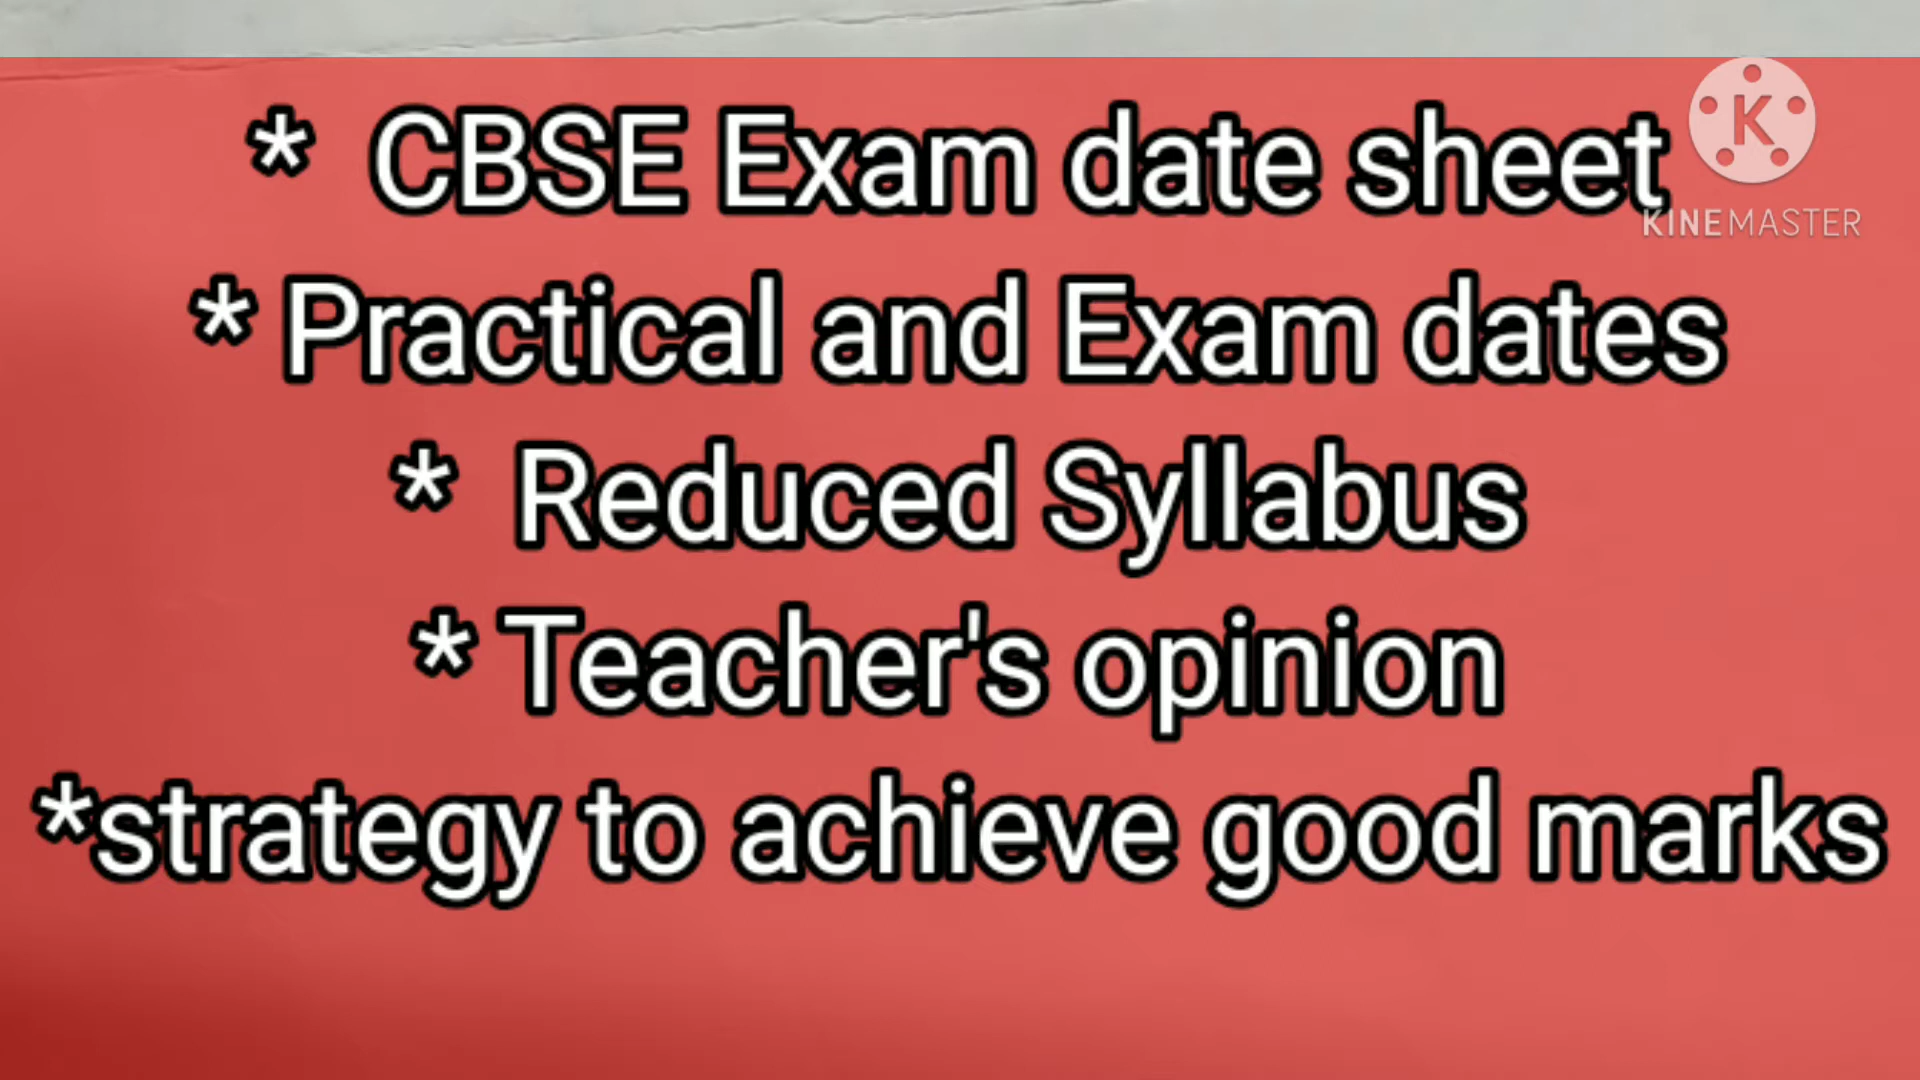 * CBSE Exam date sheet
K
KINEMASTER
* Practical and Exam dates
* Reduced Syllabus
* Teacher's opinion
*strategy to achieve good marks